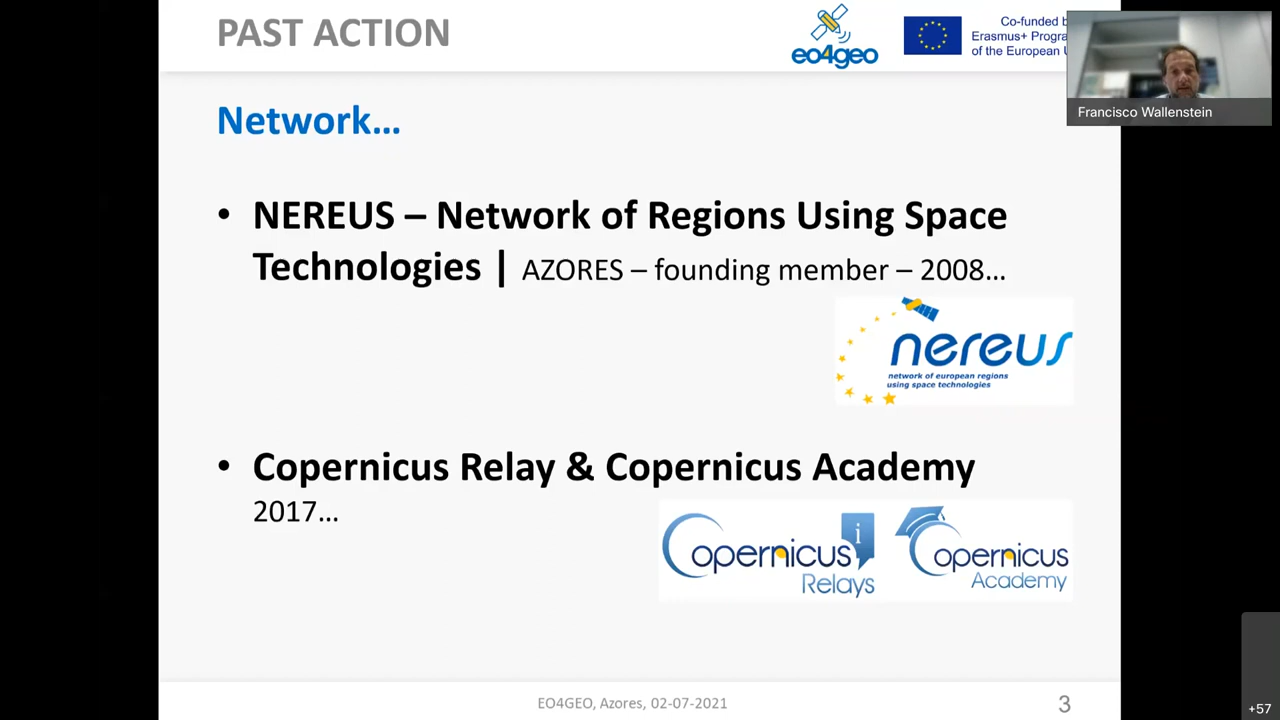 PAST ACTION
eo4geo
Co-funded b
Erasmus+ Progra
of the European U
Francisco Wallenstein
Network…
• NEREUS – Network of Regions Using Space
Technologies | AZORES – founding member – 2008…
nereus
network of european regions
using space technologies
• Copernicus Relay & Copernicus Academy
2017…
i
Copernicus
Relays
Copernicus
Academy
EO4GEO, Azores, 02-07-2021
3
+57